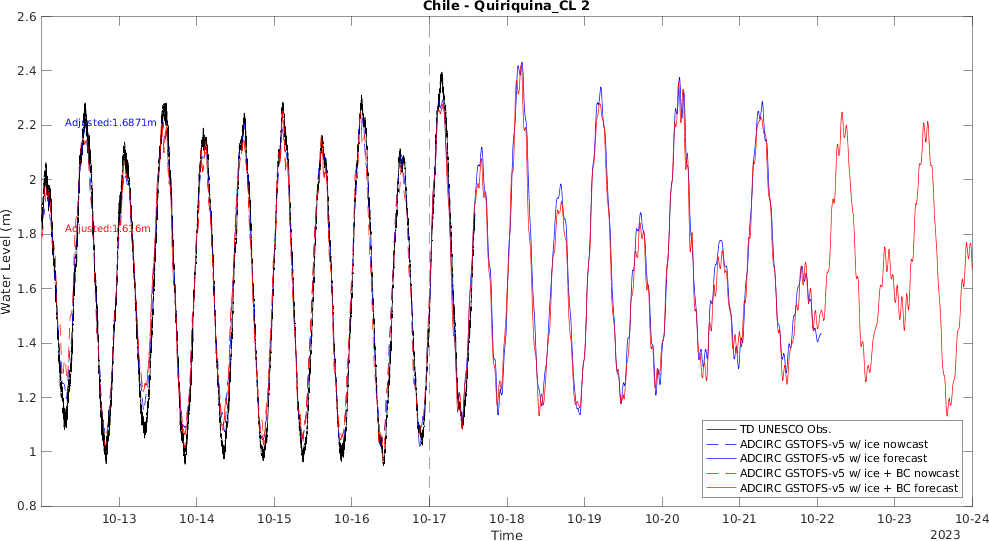 Chile - Quiriquina_CL 2
2.6
2.4
2.2
2
1.8
1.6
1.4
1.2
1
0.8
Water Level (m)
Adjusted:1.6871m
Adjusted:1.616m
TD UNESCO Obs.
ADCIRC GSTOFS-v5 w/ ice nowcast
ADCIRC GSTOFS-v5 w/ ice forecast
ADCIRC GSTOFS-v5 w/ ice + BC nowcast
ADCIRC GSTOFS-v5 w/ ice + BC forecast
10-13 10-14 10-15 10-16 10-17 10-18 10-19 10-20 10-21 10-22 10-23 10-24
Time
2023